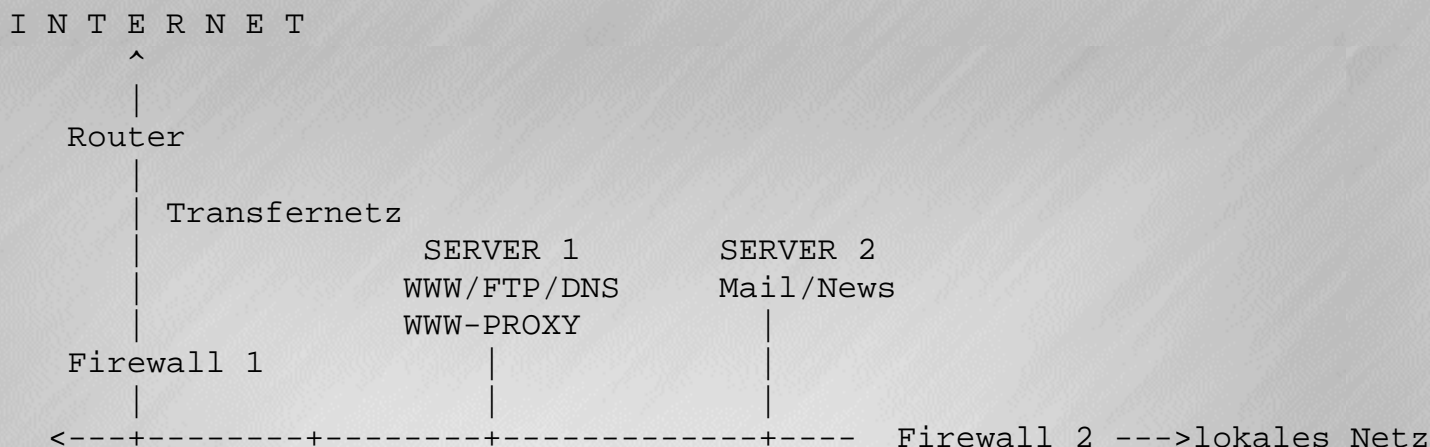 I N T E R N E T
^
|
Router
|
| Transfernetz
| SERVER 1 SERVER 2
| WWW/FTP/DNS Mail/News
| WWW-PROXY |
Firewall 1 | |
| | |
<---+--------+--------+-------------+---- Firewall 2 --->lokales Netz